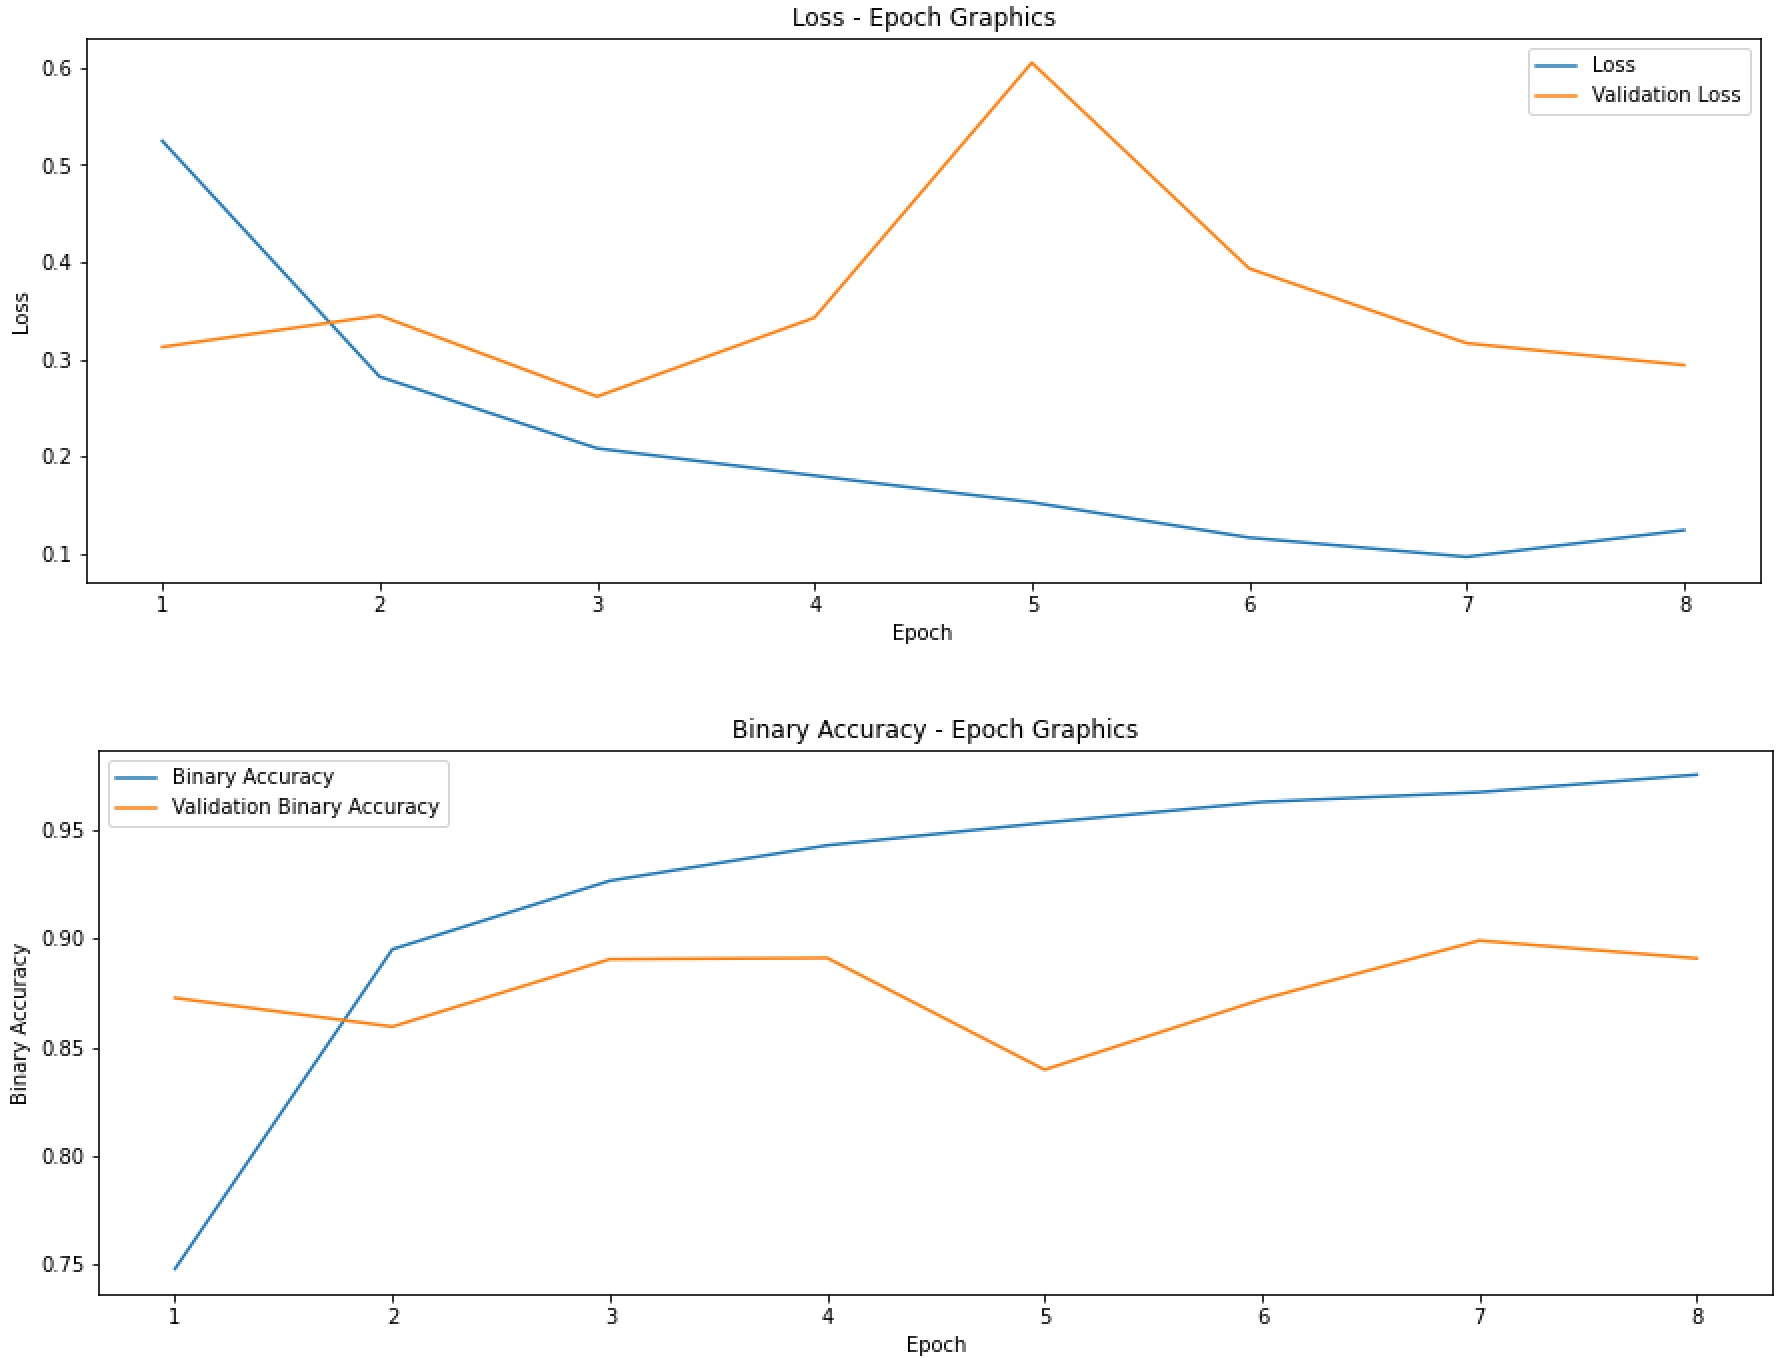 Loss - Epoch Graphics
0.6
0.5
0.4
0.3
0.2
0.1
Loss
Loss
Validation Loss
1 2 3 4 5 6 7 8
Epoch
Binary Accuracy - Epoch Graphics
Binary Accuracy
Validation Binary Accuracy
0.95
0.90
0.85
0.80
0.75
Binary Accuracy
1 2 3 4 5 6 7 8
Epoch